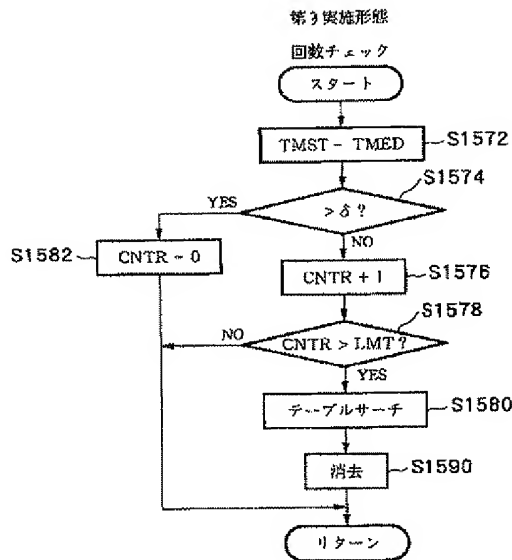 第3実施形態
回数チェック
スタート
TMST - TMED
S1572
S1574
> δ ?
YES
NO
S1582
CNTR - 0
CNTR + 1
S1576
S1578
CNTR > LMT ?
NO
YES
テーブルサーチ
S1580
消去
S1590
リターン